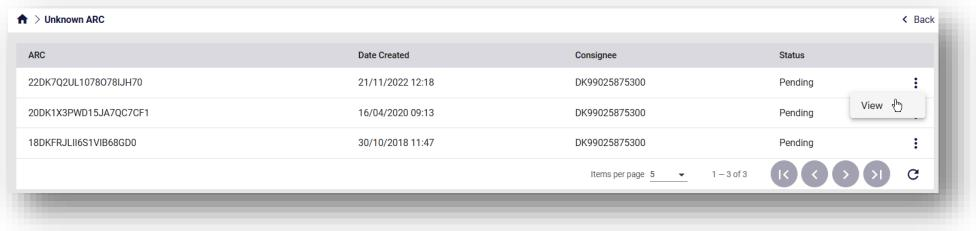 > Unknown ARC < Back
ARC Date Created Consignee Status
22DK7Q2UL1078O78IJH70 21/11/2022 12:18 DK99025875300 Pending
View
20DK1X3PWD15JA7QC7CF1 16/04/2020 09:13 DK99025875300 Pending
18DKFRJLII6S1VIB68GD0 30/10/2018 11:47 DK99025875300 Pending
Items per page 5 1 – 3 of 3